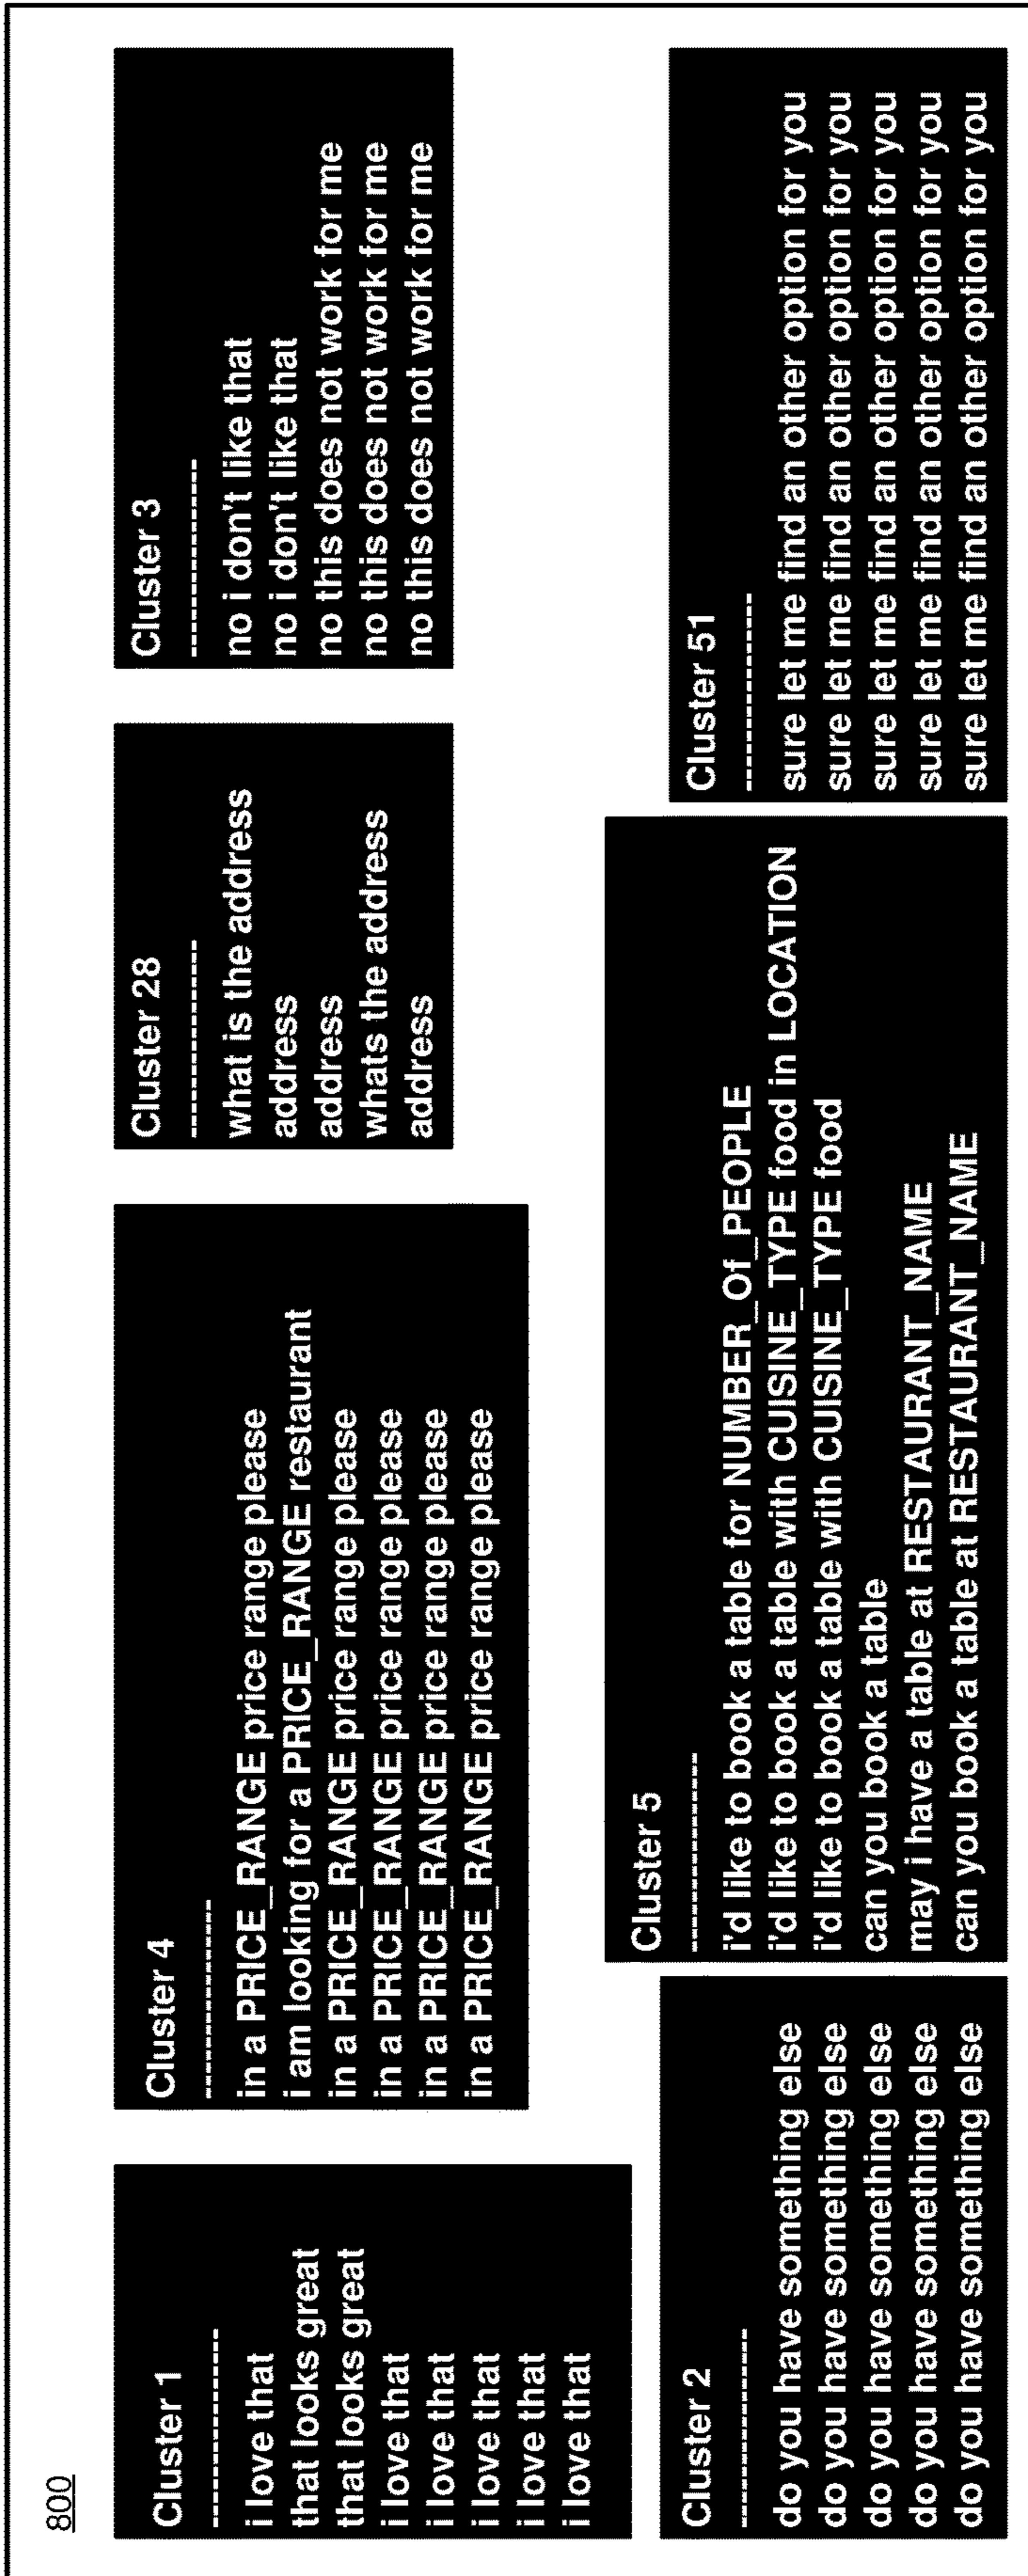 800
Cluster 1
---------------
i love that
that looks great
that looks great
i love that
i love that
i love that
i love that
i love that
Cluster 4
---------------
in a PRICE_RANGE price range please
i am looking for a PRICE_RANGE restaurant
in a PRICE_RANGE price range please
in a PRICE_RANGE price range please
in a PRICE_RANGE price range please
in a PRICE_RANGE price range please
Cluster 28
---------------
what is the address
address
address
whats the address
address
Cluster 3
---------------
no i don't like that
no i don't like that
no this does not work for me
no this does not work for me
no this does not work for me
Cluster 2
---------------
do you have something else
do you have something else
do you have something else
do you have something else
do you have something else
Cluster 5
---------------
i'd like to book a table for NUMBER_Of_PEOPLE
i'd like to book a table with CUISINE_TYPE food in LOCATION
i'd like to book a table with CUISINE_TYPE food
can you book a table
may i have a table at RESTAURANT_NAME
can you book a table at RESTAURANT_NAME
Cluster 51
---------------
sure let me find an other option for you
sure let me find an other option for you
sure let me find an other option for you
sure let me find an other option for you
sure let me find an other option for you